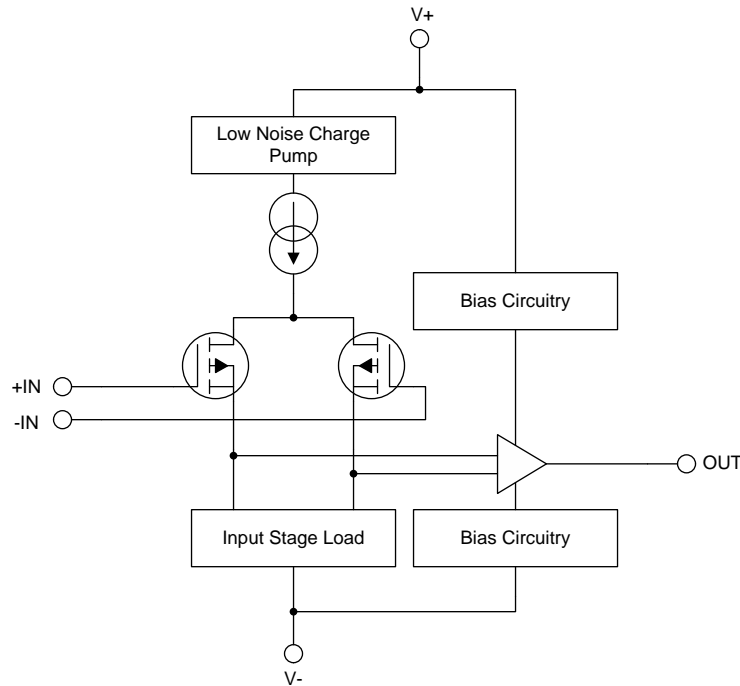 V+
Low Noise Charge
Pump
Bias Circuitry
+IN
-IN
OUT
Input Stage Load
Bias Circuitry
V-